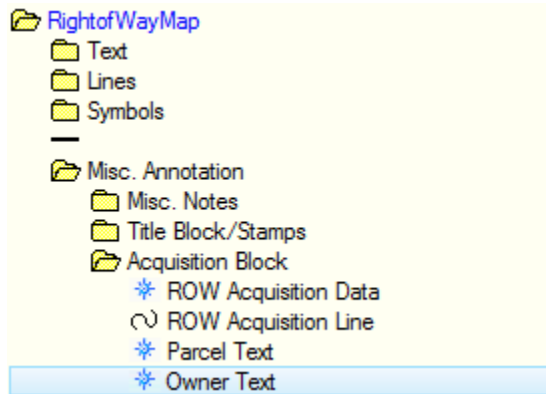 RightofWayMap
Text
Lines
Symbols
Misc. Annotation
Misc. Notes
Title Block/Stamps
Acquisition Block
ROW Acquisition Data
ROW Acquisition Line
Parcel Text
Owner Text